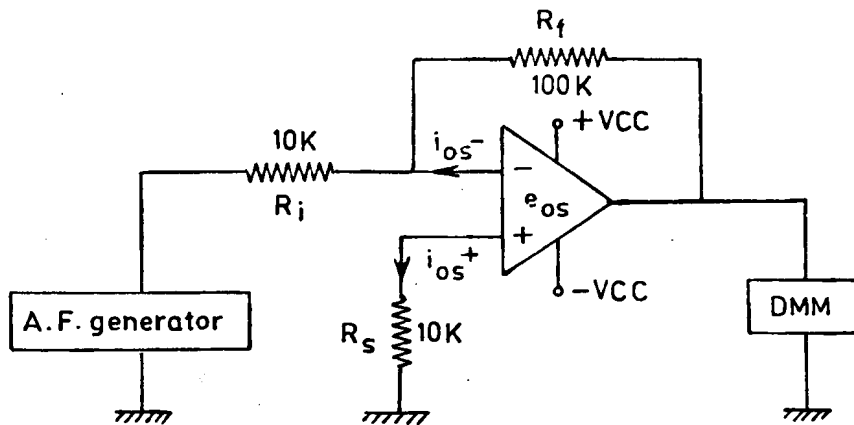 R_f
100K
+VCC
10K
i_os-
R_i
-
e_os
+
i_os+
-VCC
A.F. generator
R_s 10K
DMM